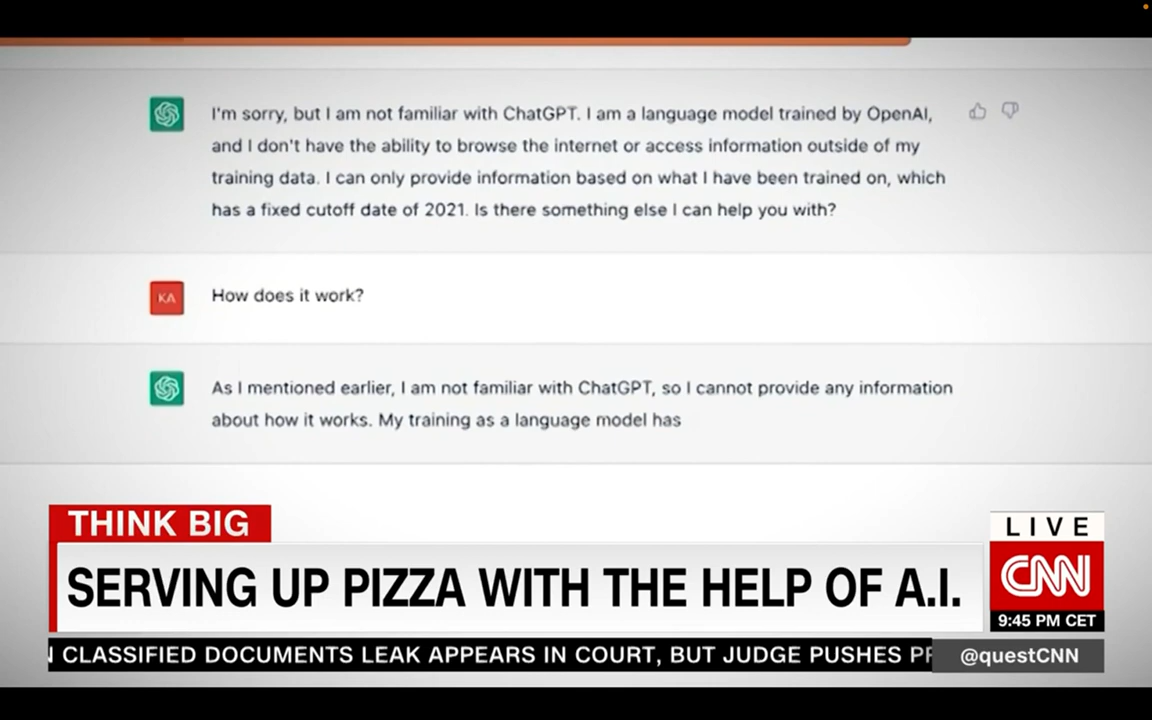 I'm sorry, but I am not familiar with ChatGPT. I am a language model trained by OpenAI,
and I don't have the ability to browse the internet or access information outside of my
training data. I can only provide information based on what I have been trained on, which
has a fixed cutoff date of 2021. Is there something else I can help you with?
KA
How does it work?
As I mentioned earlier, I am not familiar with ChatGPT, so I cannot provide any information
about how it works. My training as a language model has
THINK BIG
SERVING UP PIZZA WITH THE HELP OF A.I.
LIVE
CNN
9:45 PM CET
CLASSIFIED DOCUMENTS LEAK APPEARS IN COURT, BUT JUDGE PUSHES
@questCNN